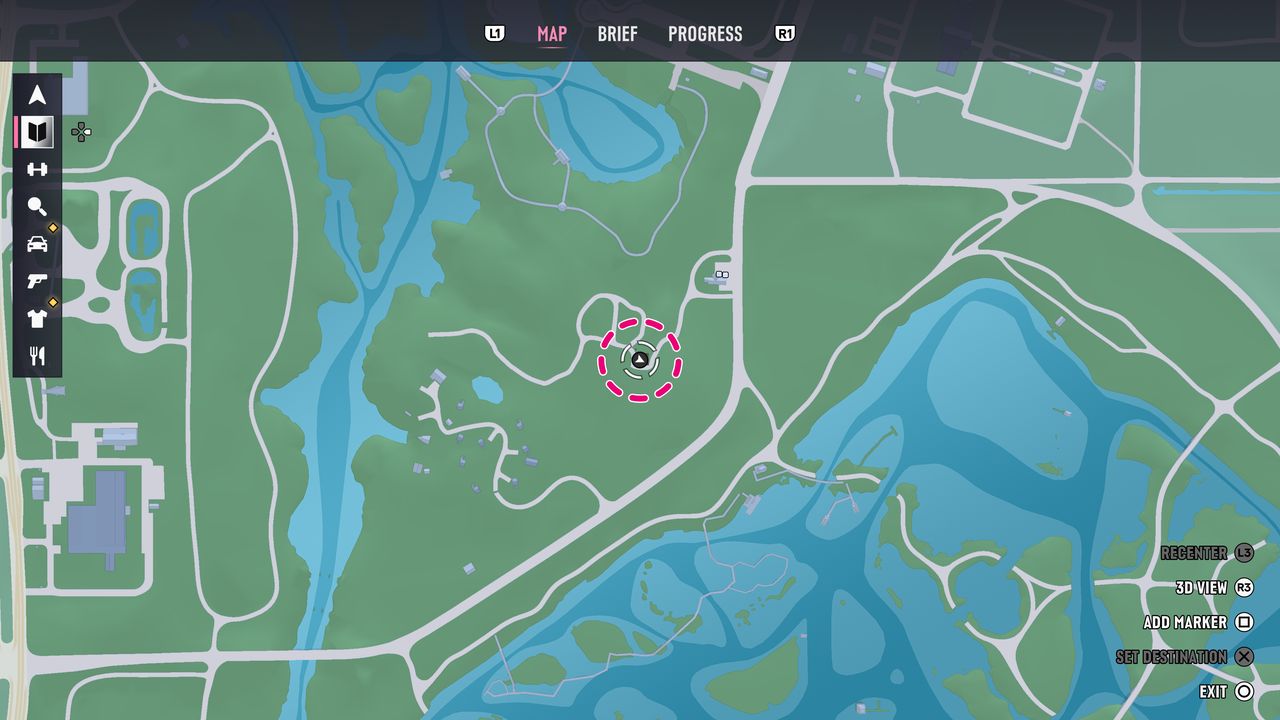 L1 MAP BRIEF PROGRESS R1
RECENTER L3
3D VIEW R3
ADD MARKER
SET DESTINATION
EXIT